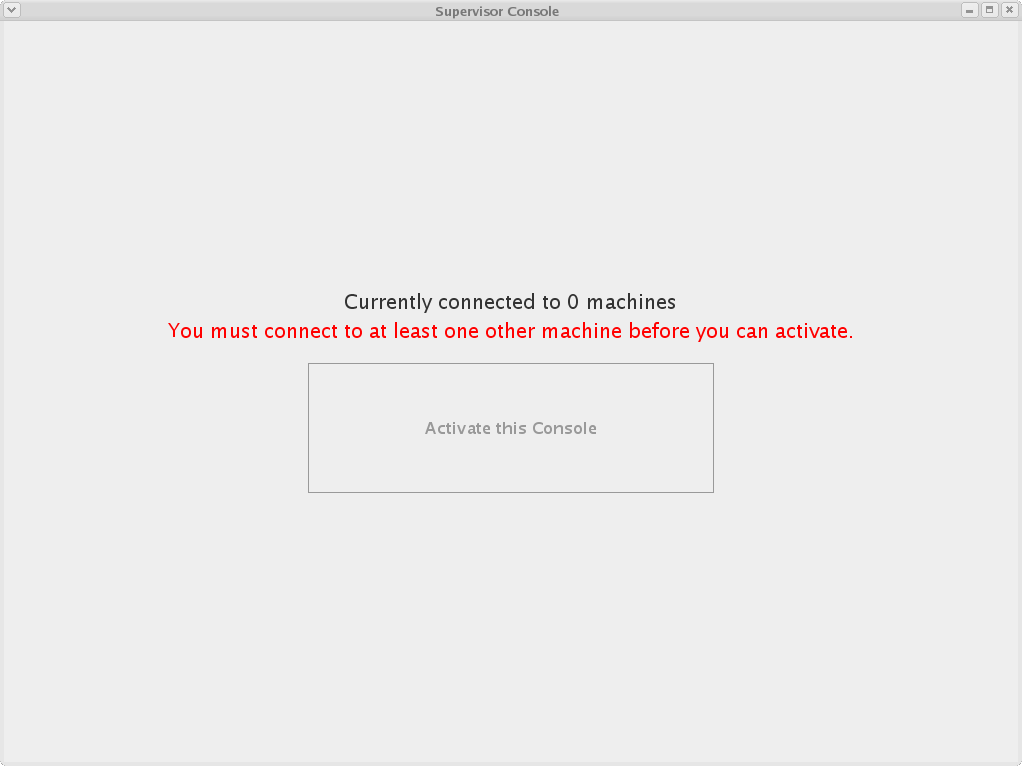 Supervisor Console
Currently connected to 0 machines
You must connect to at least one other machine before you can activate.
Activate this Console